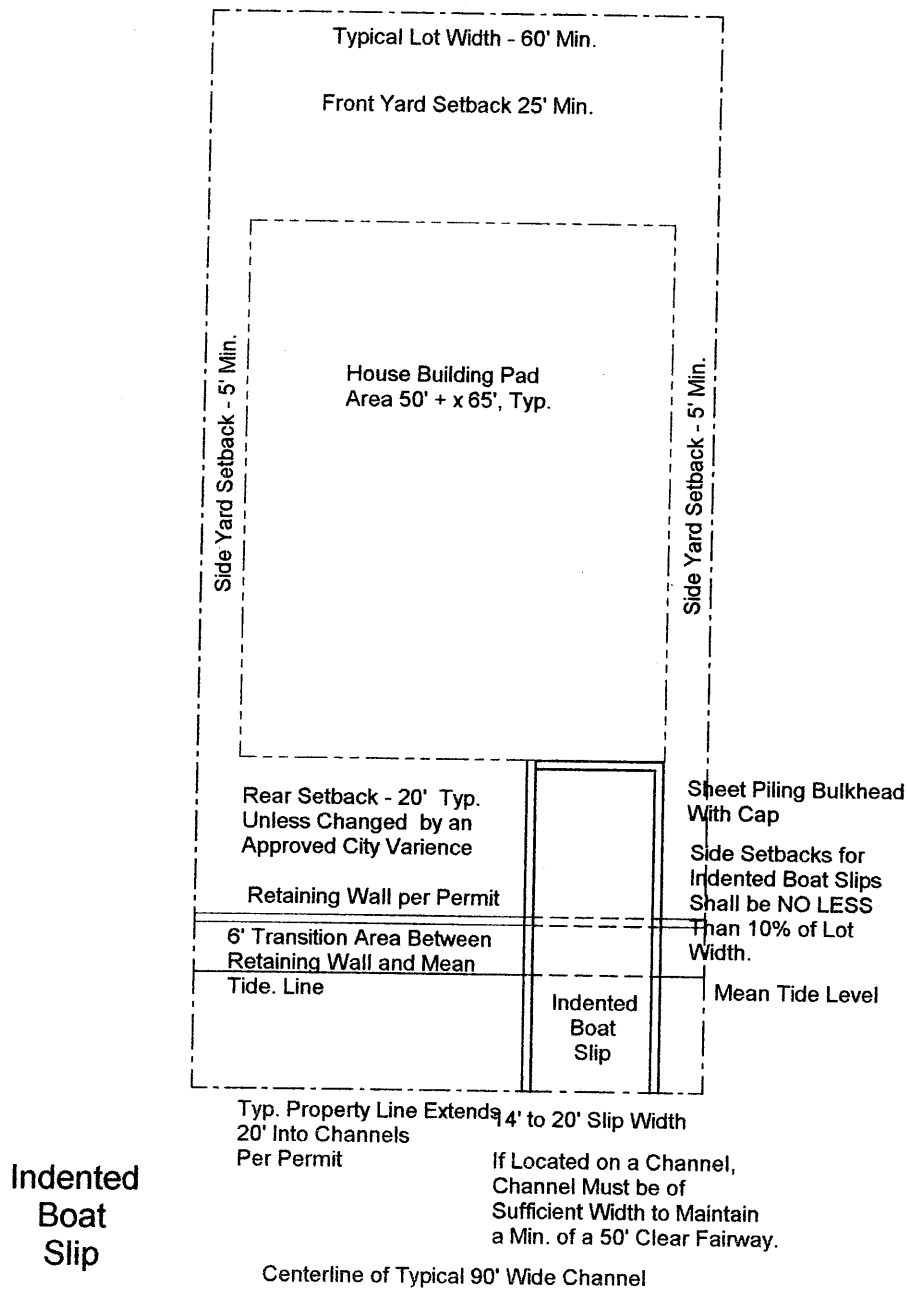 Typical Lot Width - 60' Min.
Front Yard Setback 25' Min.
House Building Pad
Area 50' + x 65', Typ.
Side Yard Setback - 5' Min.
Side Yard Setback - 5' Min.
Rear Setback - 20' Typ.
Unless Changed by an
Approved City Varience
Sheet Piling Bulkhead
With Cap
Side Setbacks for
Indented Boat Slips
Shall be NO LESS
Than 10% of Lot
Width.
Retaining Wall per Permit
6' Transition Area Between
Retaining Wall and Mean
Tide. Line
Mean Tide Level
Indented
Boat
Slip
Typ. Property Line Extends
20' Into Channels
Per Permit
14' to 20' Slip Width
If Located on a Channel,
Channel Must be of
Sufficient Width to Maintain
a Min. of a 50' Clear Fairway.
Indented
Boat
Slip
Centerline of Typical 90' Wide Channel